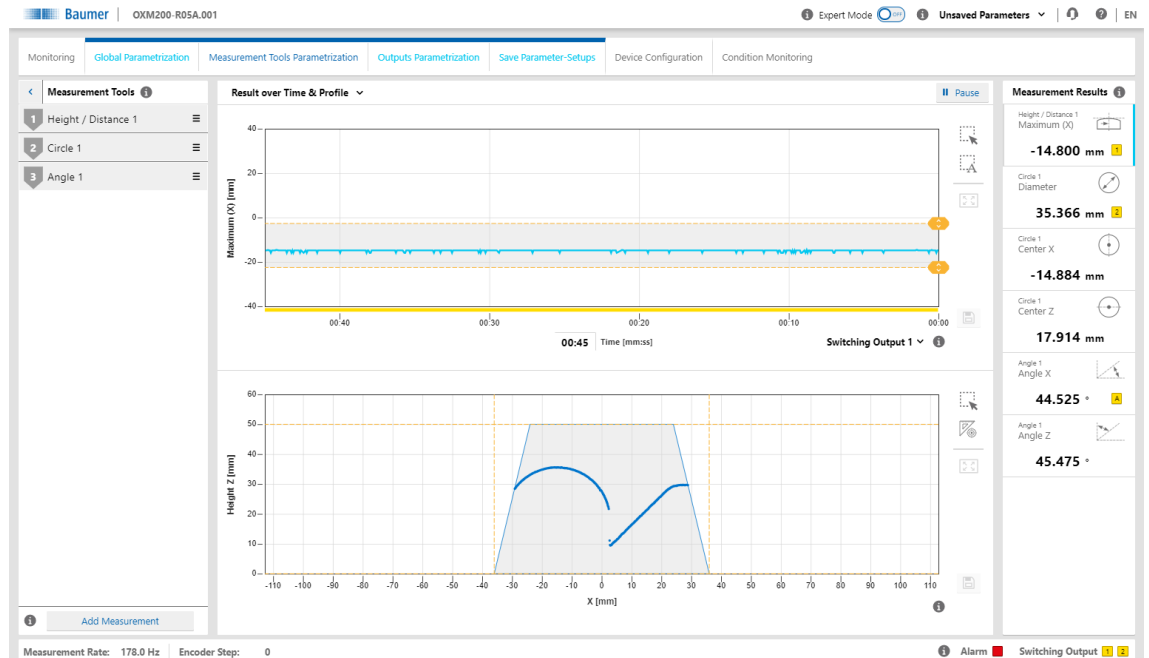 Baumer OXM200-R05A.001 Expert Mode OFF Unsaved Parameters EN
Monitoring Global Parametrization Measurement Tools Parametrization Outputs Parametrization Save Parameter-Setups Device Configuration Condition Monitoring
Measurement Tools
1 Height / Distance 1
2 Circle 1
3 Angle 1
Add Measurement
Result over Time & Profile
Pause
Maximum (X) [mm]
40
20
0
-20
-40
00:40 00:30 00:20 00:10 00:00
00:45 Time [mm:ss]
Switching Output 1
Height Z [mm]
60
50
40
30
20
10
0
-110 -100 -90 -80 -70 -60 -50 -40 -30 -20 -10 0 10 20 30 40 50 60 70 80 90 100 110
X [mm]
Measurement Results
Height / Distance 1
Maximum (X)
-14.800 mm 1
Circle 1
Diameter
35.366 mm 2
Circle 1
Center X
-14.884 mm
Circle 1
Center Z
17.914 mm
Angle 1
Angle X
44.525 ° A
Angle 1
Angle Z
45.475 °
Measurement Rate: 178.0 Hz Encoder Step: 0 Alarm Switching Output 1 2